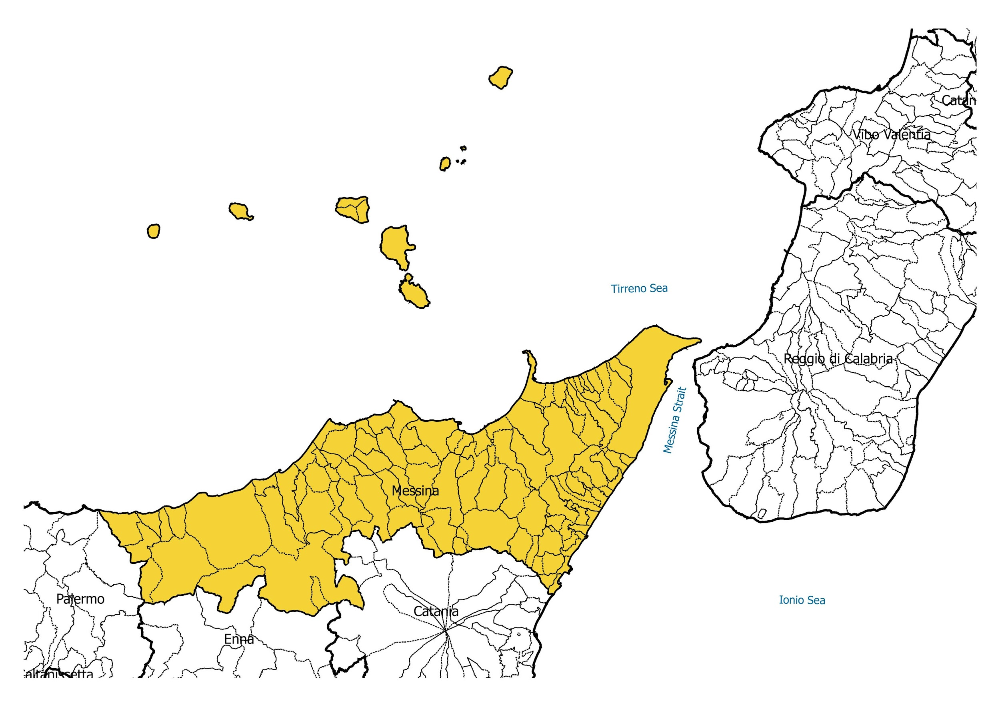 Catan
Vibo Valentia
Tirreno Sea
Reggio di Calabria
Messina Strait
Messina
Palermo
Ionio Sea
Catania
Enna
altanissetta